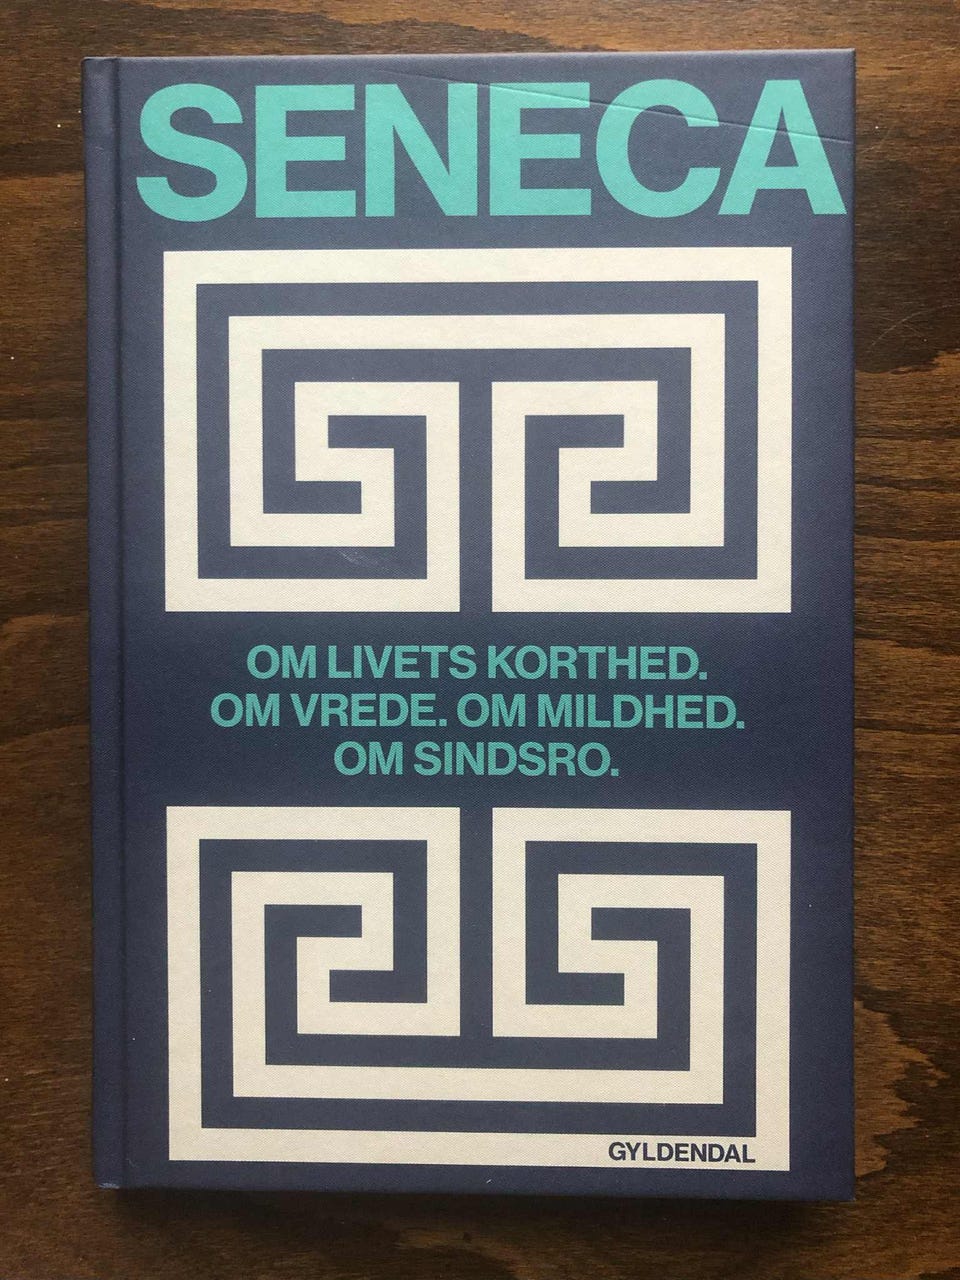 SENECA
OM LIVETS KORTHED.
OM VREDE. OM MILDHED.
OM SINDSRO.
GYLDENDAL